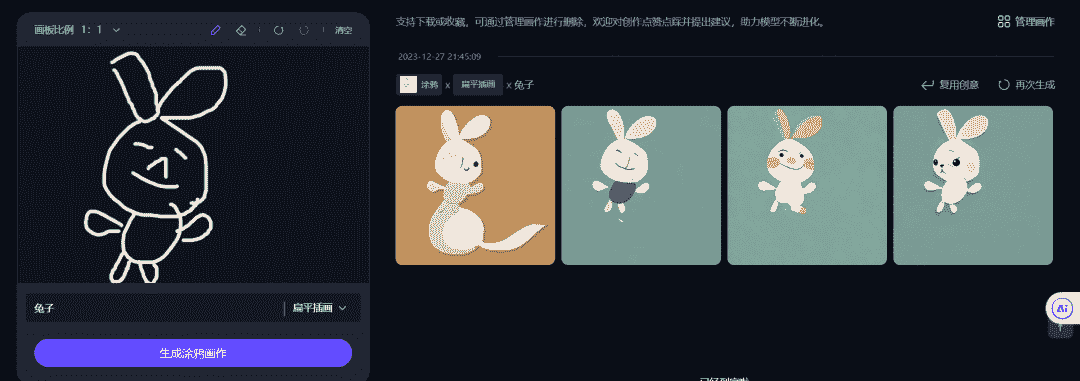 画板比例 1：1
清空
兔子
扁平插画
生成涂鸦画作
支持下载或收藏，可通过管理画作进行删除，欢迎对创作点赞点踩并提出建议，助力模型不断进化。
管理画作
2023-12-27 21:45:09
涂鸦 x 扁平插画 x 兔子
复用创意
再次生成
Ai